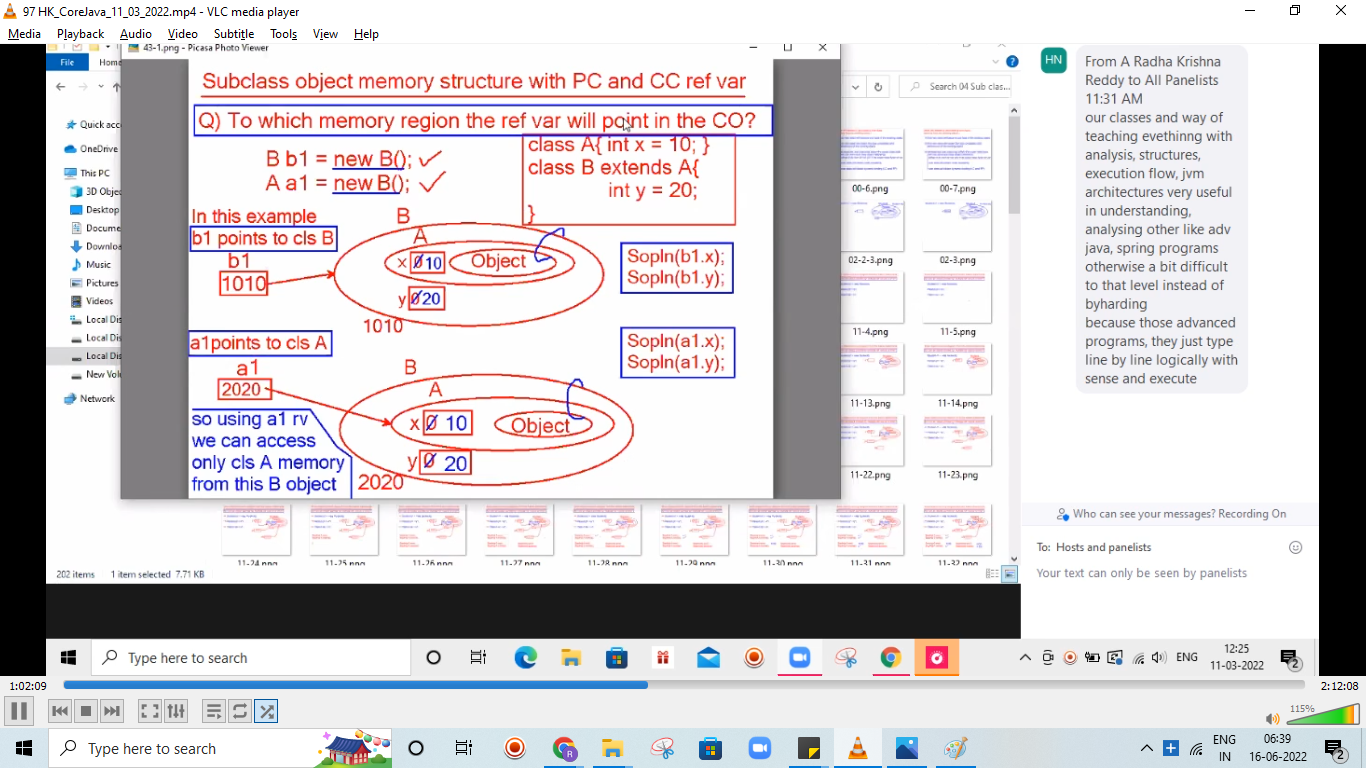 97 HK_CoreJava_11_03_2022.mp4 - VLC media player
Media Playback Audio Video Subtitle Tools View Help
43-1.png - Picasa Photo Viewer
File
Home
Search 04 Sub clas...
Quick acc
OneDrive
This PC
3D Objec
Desktop
Docume
Downloa
Music
Pictures
Videos
Local Dis
Local Dis
Local Dis
New Volu
Network
Subclass object memory structure with PC and CC ref var
Q) To which memory region the ref var will point in the CO?
B b1 = new B();
A a1 = new B();
class A{ int x = 10; }
class B extends A{
int y = 20;
}
In this example
b1 points to cls B
b1
1010
B
A
x 0 10
Object
y 0 20
1010
Sopln(b1.x);
Sopln(b1.y);
a1points to cls A
a1
2020
B
A
x 0 10
Object
y 0 20
2020
Sopln(a1.x);
Sopln(a1.y);
so using a1 rv
we can access
only cls A memory
from this B object
00-6.png 00-7.png
02-2-3.png 02-3.png
11-4.png 11-5.png
11-13.png 11-14.png
11-22.png 11-23.png
11-24.png 11-25.png 11-26.png 11-27.png 11-28.png 11-29.png 11-30.png 11-31.png 11-32.png
202 items 1 item selected 7.71 KB
HN
From A Radha Krishna
Reddy to All Panelists
11:31 AM
our classes and way of
teaching evethinng with
analysis, structures,
execution flow, jvm
architectures very useful
in understanding,
analysing other like adv
java, spring programs
otherwise a bit difficult
to that level instead of
byharding
because those advanced
programs, they just type
line by line logically with
sense and execute
Who can see your messages? Recording On
To: Hosts and panelists
Your text can only be seen by panelists
Type here to search
ENG
12:25
11-03-2022
2
1:02:09
2:12:08
115%
Type here to search
R
ENG
IN
06:39
16-06-2022
2